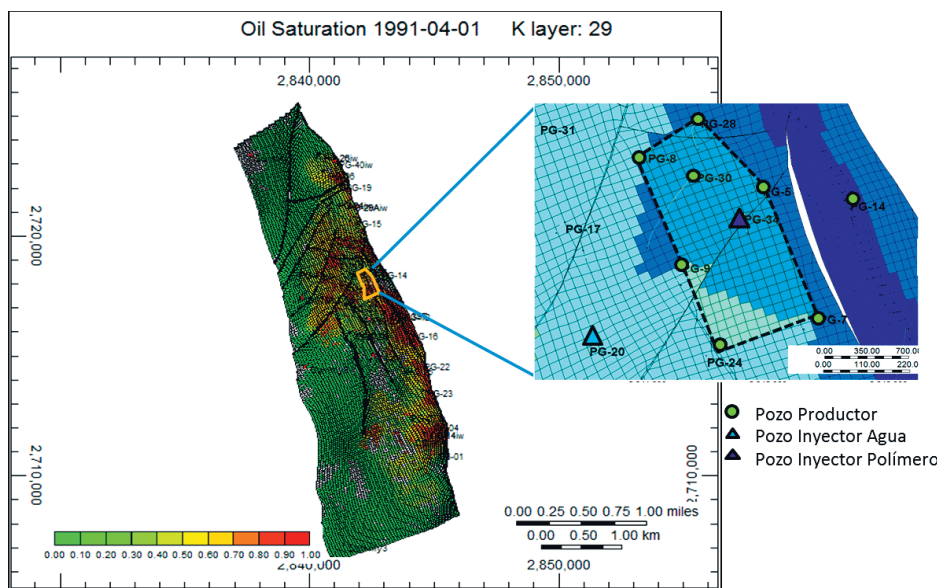 Oil Saturation 1991-04-01 K layer: 29
2,840,000
2,850,000
2,720,000
2,710,000
PG-40iw
PG-19
PG-15
PG-14
PG-16
PG-22
PG-23
PG-31
PG-28
PG-8
PG-30
G-5
PG-14
PG-17
PG-34
G-9
PG-20
PG-24
G-7
0.00 350.00 700.00
0.00 110.00 220.00
Pozo Productor
Pozo Inyector Agua
Pozo Inyector Polímero
2,710,000
0.00 0.25 0.50 0.75 1.00 miles
0.00 0.50 1.00 km
0.00 0.10 0.20 0.30 0.40 0.50 0.60 0.70 0.80 0.90 1.00
2,840,000
2,850,000